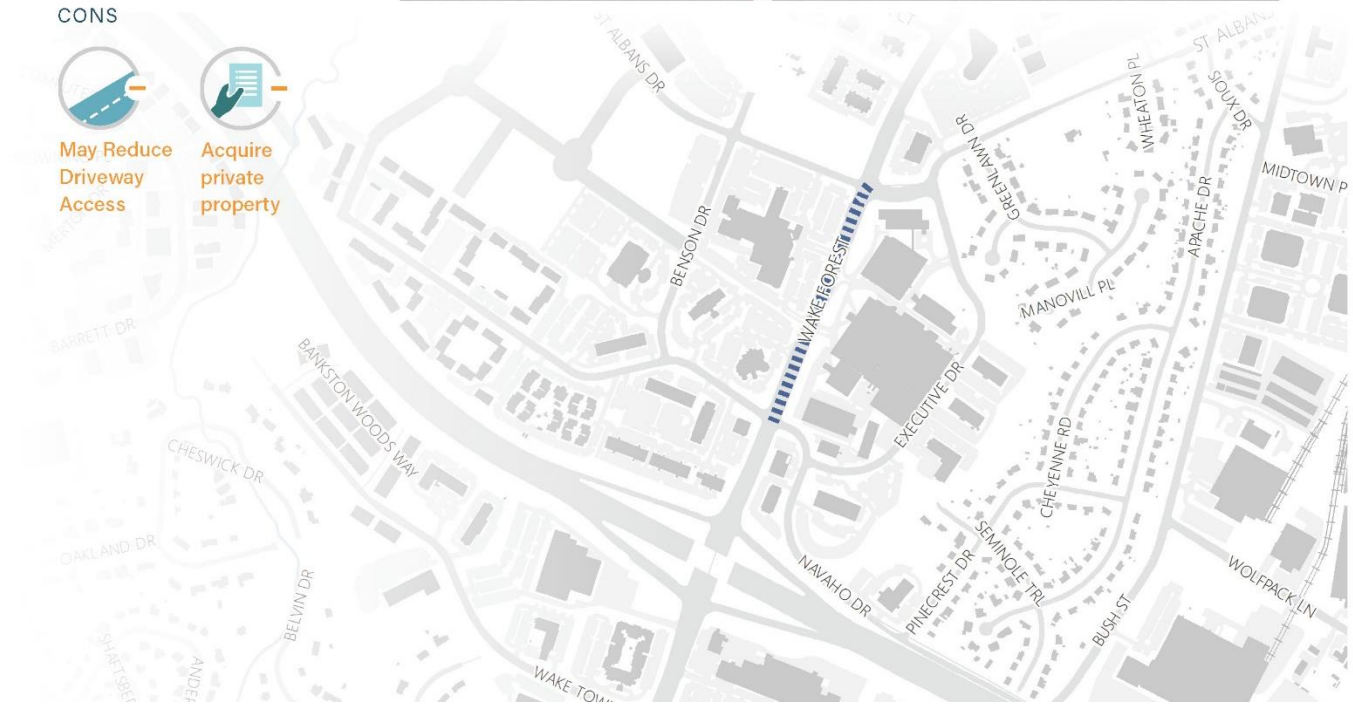 CONS
May Reduce
Driveway
Access
Acquire
private
property
ST ALBANS DR
ST ALBANS
WHEATON PL
SIOUX DR
GREENLAWN DR
MIDTOWN P
APACHE DR
BENSON DR
WAKE FOREST
MANOVILL PL
BARRETT DR
BANKSTON WOODS WAY
EXECUTIVE DR
CHEYENNE RD
CHESWICK DR
OAKLAND DR
SEMINOLE TRL
NAVAHO DR
PINECREST DR
WOLFPACK LN
BELVIN DR
BUSH ST
SHAFTSBE
ANDE
WAKE TOW